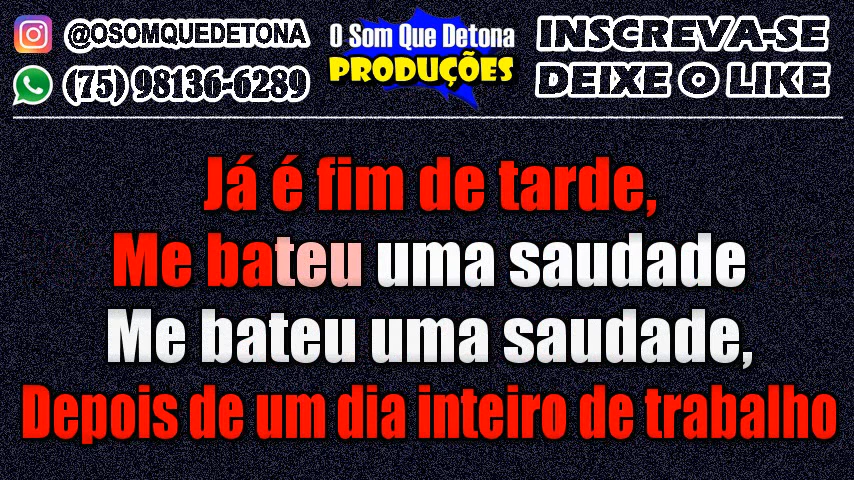 @OSOMQUEDETONA
(75) 98136-6289
O Som Que Detona
PRODUÇÕES
INSCREVA-SE
DEIXE O LIKE
Já é fim de tarde,
Me bateu uma saudade
Me bateu uma saudade,
Depois de um dia inteiro de trabalho